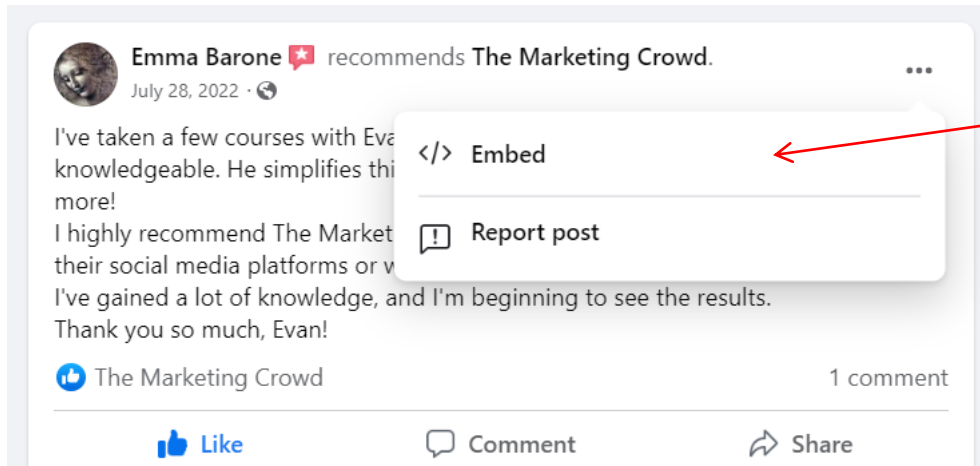 Emma Barone recommends The Marketing Crowd.
July 28, 2022 ·
I've taken a few courses with Eva
knowledgeable. He simplifies thi
more!
I highly recommend The Market
their social media platforms or w
I've gained a lot of knowledge, and I'm beginning to see the results.
Thank you so much, Evan!
</> Embed
Report post
The Marketing Crowd 1 comment
Like Comment Share